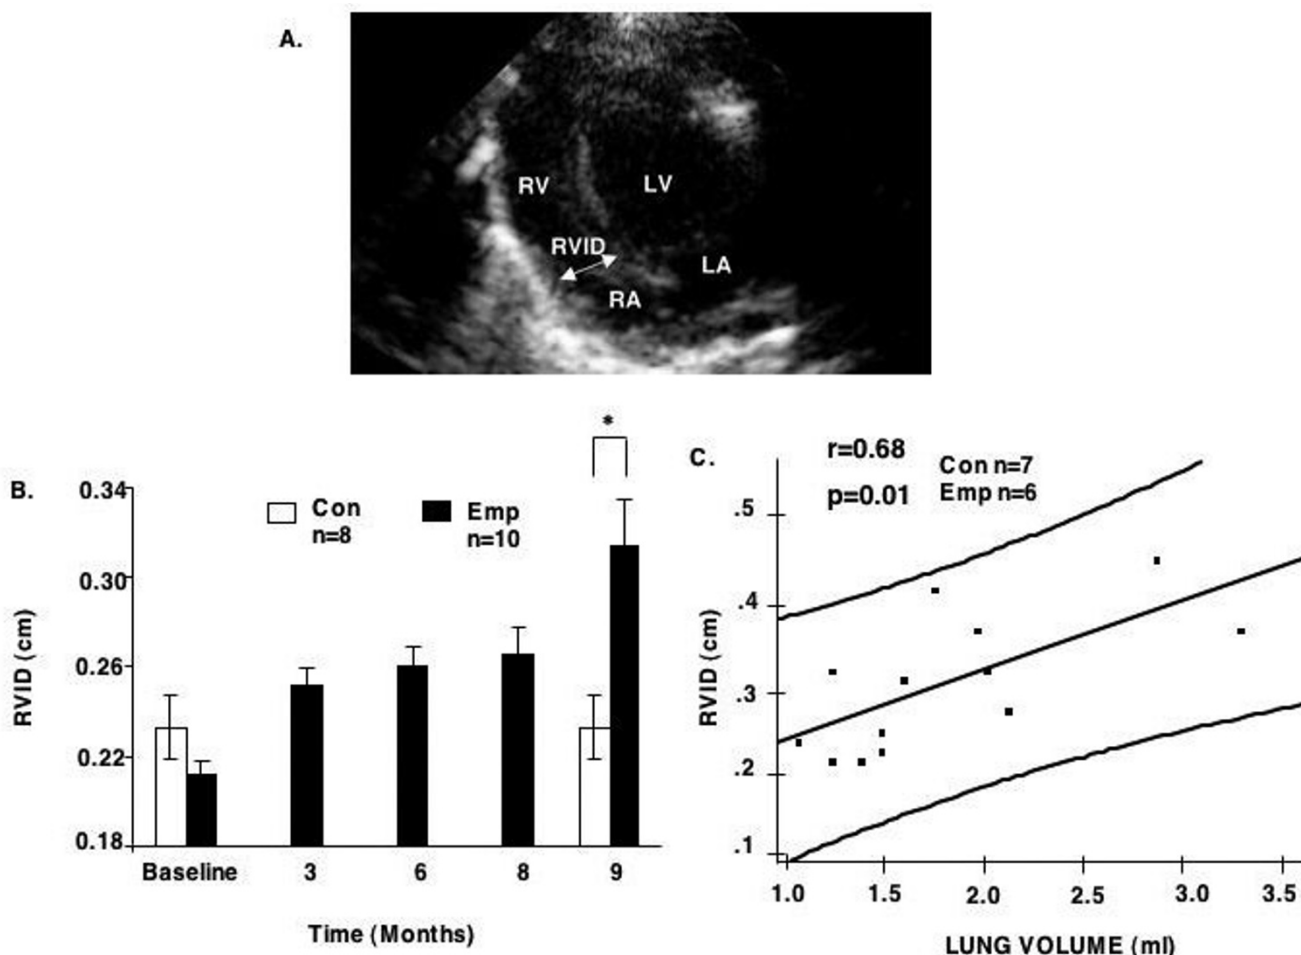 A.
RV
LV
RVID
LA
RA
B.
*
0.34
0.30
0.26
0.22
0.18
RVID (cm)
Con
n=8
Emp
n=10
Baseline 3 6 8 9
Time (Months)
C.
r=0.68
p=0.01
Con n=7
Emp n=6
.5
.4
.3
.2
.1
RVID (cm)
1.0 1.5 2.0 2.5 3.0 3.5
LUNG VOLUME (ml)